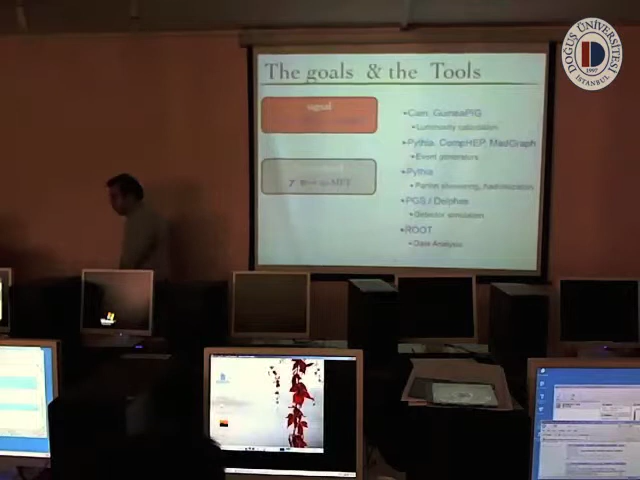 DOĞUŞ ÜNİVERSİTESİ
1997
İSTANBUL
The goals & the Tools
signal
•Cain, GuineaPIG
•Luminosity calculation
•Pythia, CompHEP, MadGraph
•Event generators
•Pythia
•Parton showering, hadronization
•PGS / Delphes
•Detector simulation
•ROOT
•Data Analysis